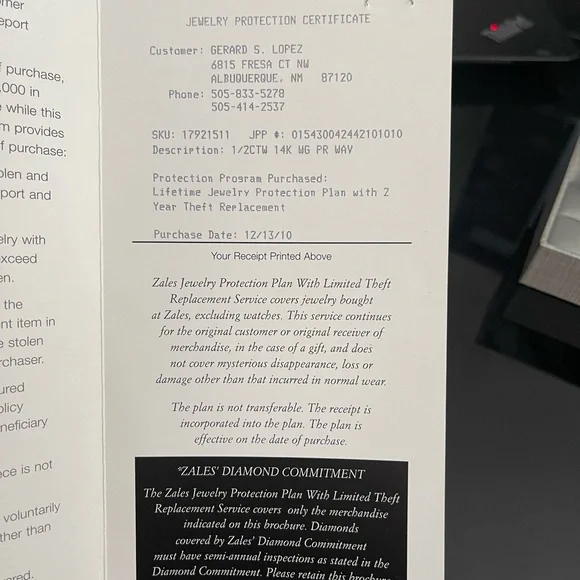 omer
eport
purchase,
,000 in
while this
m provides
f purchase:
olen and
port and
elry with
exceed
en.
the
nt item in
e stolen
rchaser.
ured
olicy
neficiary
ece is not
voluntarily
ther than
ered.
JEWELRY PROTECTION CERTIFICATE
Customer: GERARD S. LOPEZ
6815 FRESA CT NW
ALBUQUERQUE, NM 87120
Phone: 505-833-5278
505-414-2537
SKU: 17921511 JPP #: 015430042442101010
Description: 1/2CTW 14K WG PR WAV
Protection Program Purchased:
Lifetime Jewelry Protection Plan with 2
Year Theft Replacement
Purchase Date: 12/13/10
Your Receipt Printed Above
Zales Jewelry Protection Plan With Limited Theft
Replacement Service covers jewelry bought
at Zales, excluding watches. This service continues
for the original customer or original receiver of
merchandise, in the case of a gift, and does
not cover mysterious disappearance, loss or
damage other than that incurred in normal wear.
The plan is not transferable. The receipt is
incorporated into the plan. The plan is
effective on the date of purchase.
*ZALES' DIAMOND COMMITMENT
The Zales Jewelry Protection Plan With Limited Theft
Replacement Service covers only the merchandise
indicated on this brochure. Diamonds
covered by Zales' Diamond Commitment
must have semi-annual inspections as stated in the
Diamond Commitment. Please retain this brochure